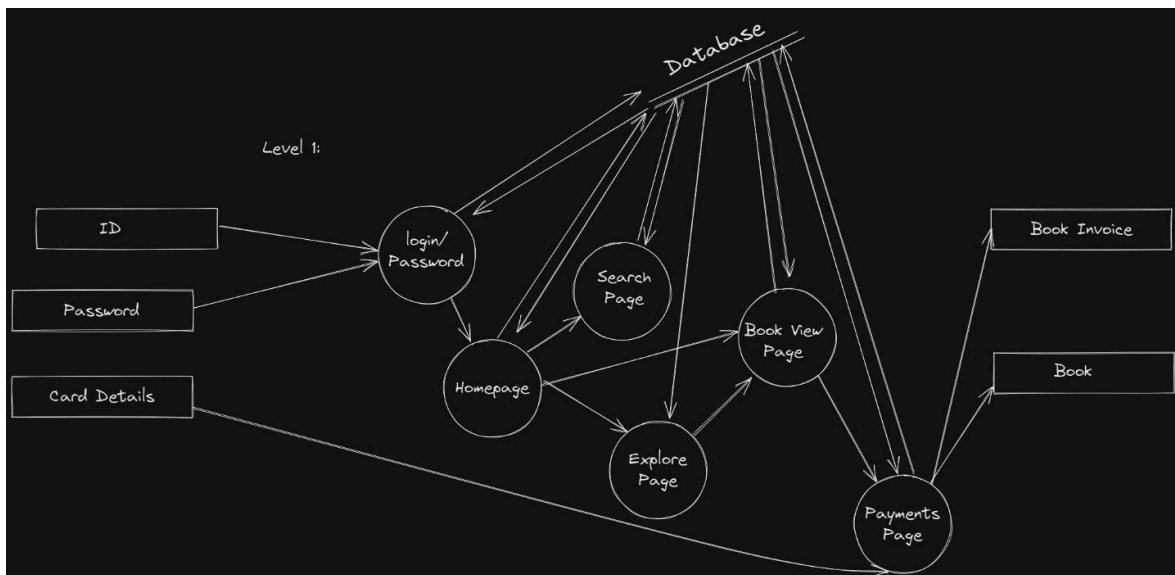 Database
Level 1:
ID
login/
Password
Book Invoice
Search
Page
Password
Book View
Page
Homepage
Card Details
Book
Explore
Page
Payments
Page